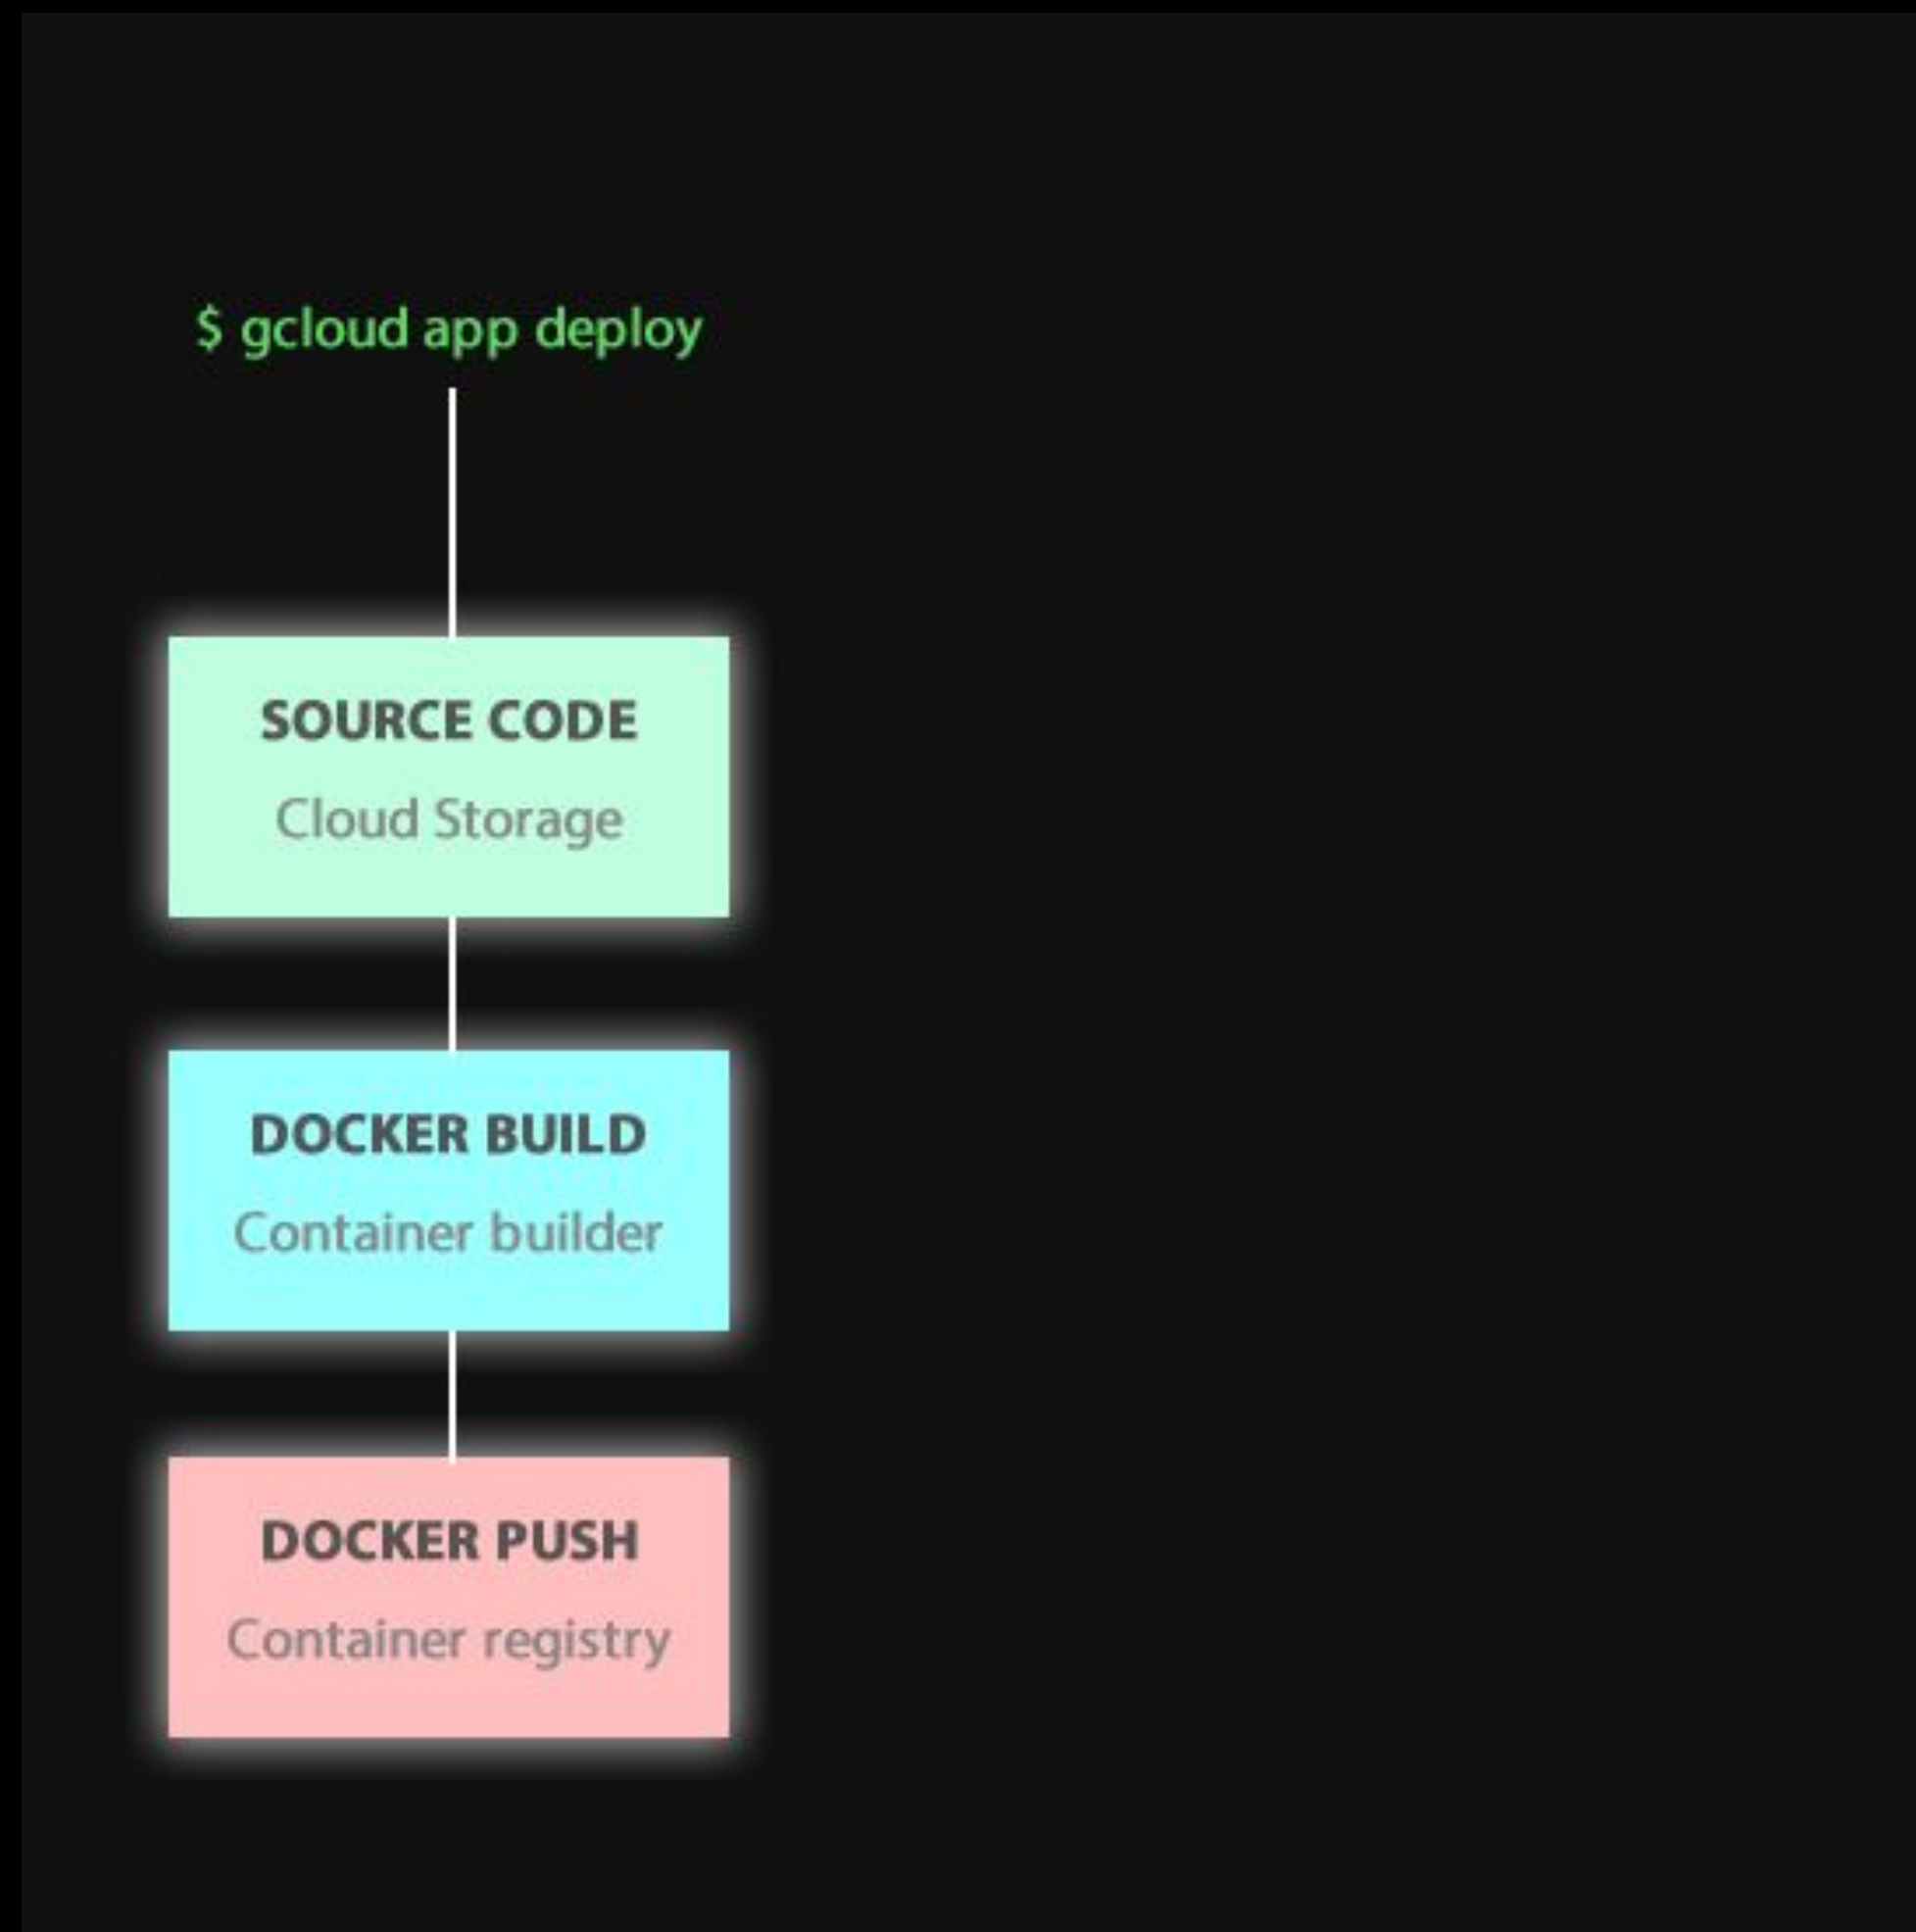 $ gcloud app deploy
SOURCE CODE
Cloud Storage
DOCKER BUILD
Container builder
DOCKER PUSH
Container registry